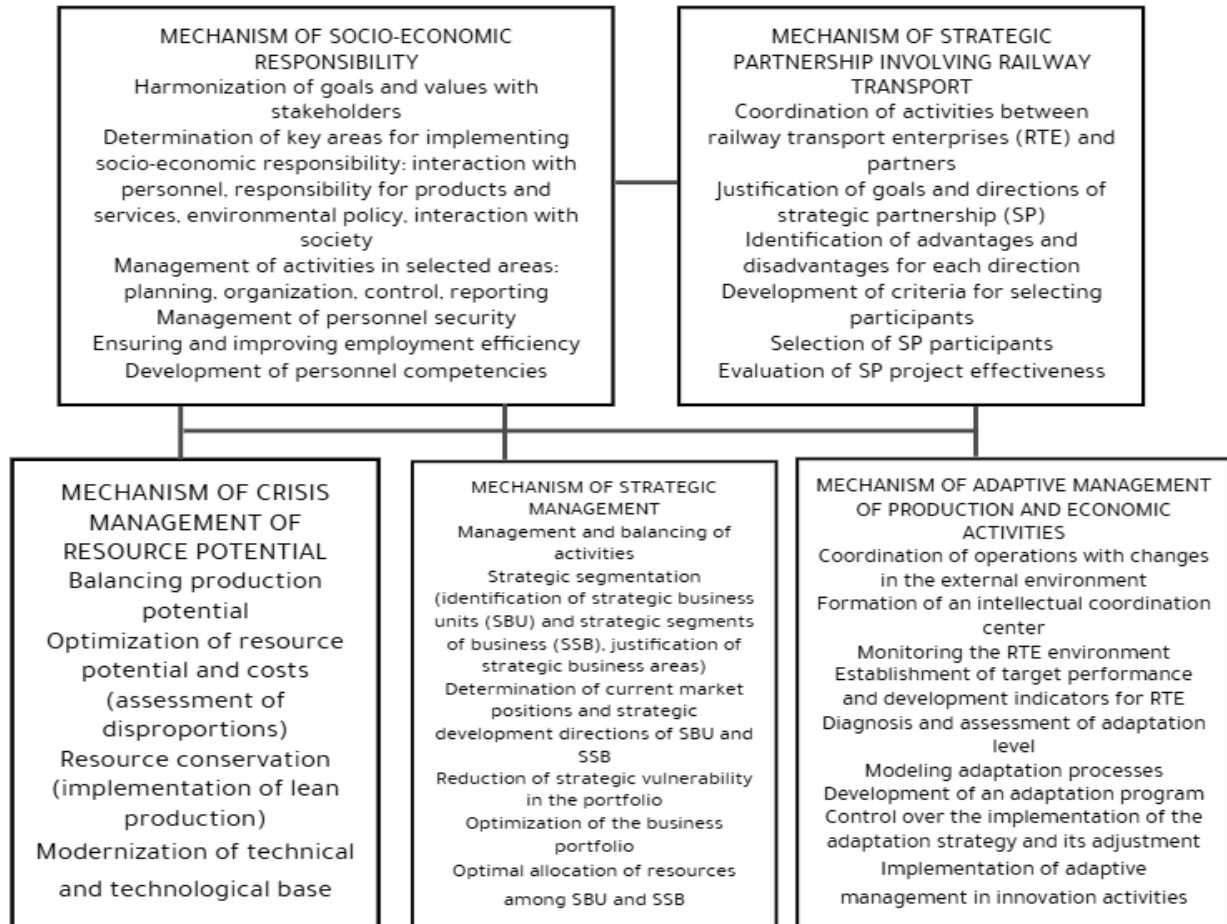 MECHANISM OF SOCIO-ECONOMIC
RESPONSIBILITY
Harmonization of goals and values with
stakeholders
Determination of key areas for implementing
socio-economic responsibility: interaction with
personnel, responsibility for products and
services, environmental policy, interaction with
society
Management of activities in selected areas:
planning, organization, control, reporting
Management of personnel security
Ensuring and improving employment efficiency
Development of personnel competencies
MECHANISM OF STRATEGIC
PARTNERSHIP INVOLVING RAILWAY
TRANSPORT
Coordination of activities between
railway transport enterprises (RTE) and
partners
Justification of goals and directions of
strategic partnership (SP)
Identification of advantages and
disadvantages for each direction
Development of criteria for selecting
participants
Selection of SP participants
Evaluation of SP project effectiveness
MECHANISM OF CRISIS
MANAGEMENT OF
RESOURCE POTENTIAL
Balancing production
potential
Optimization of resource
potential and costs
(assessment of
disproportions)
Resource conservation
(implementation of lean
production)
Modernization of technical
and technological base
MECHANISM OF STRATEGIC
MANAGEMENT
Management and balancing of
activities
Strategic segmentation
(identification of strategic business
units (SBU) and strategic segments
of business (SSB), justification of
strategic business areas)
Determination of current market
positions and strategic
development directions of SBU and
SSB
Reduction of strategic vulnerability
in the portfolio
Optimization of the business
portfolio
Optimal allocation of resources
among SBU and SSB
MECHANISM OF ADAPTIVE MANAGEMENT
OF PRODUCTION AND ECONOMIC
ACTIVITIES
Coordination of operations with changes
in the external environment
Formation of an intellectual coordination
center
Monitoring the RTE environment
Establishment of target performance
and development indicators for RTE
Diagnosis and assessment of adaptation
level
Modeling adaptation processes
Development of an adaptation program
Control over the implementation of the
adaptation strategy and its adjustment
Implementation of adaptive
management in innovation activities